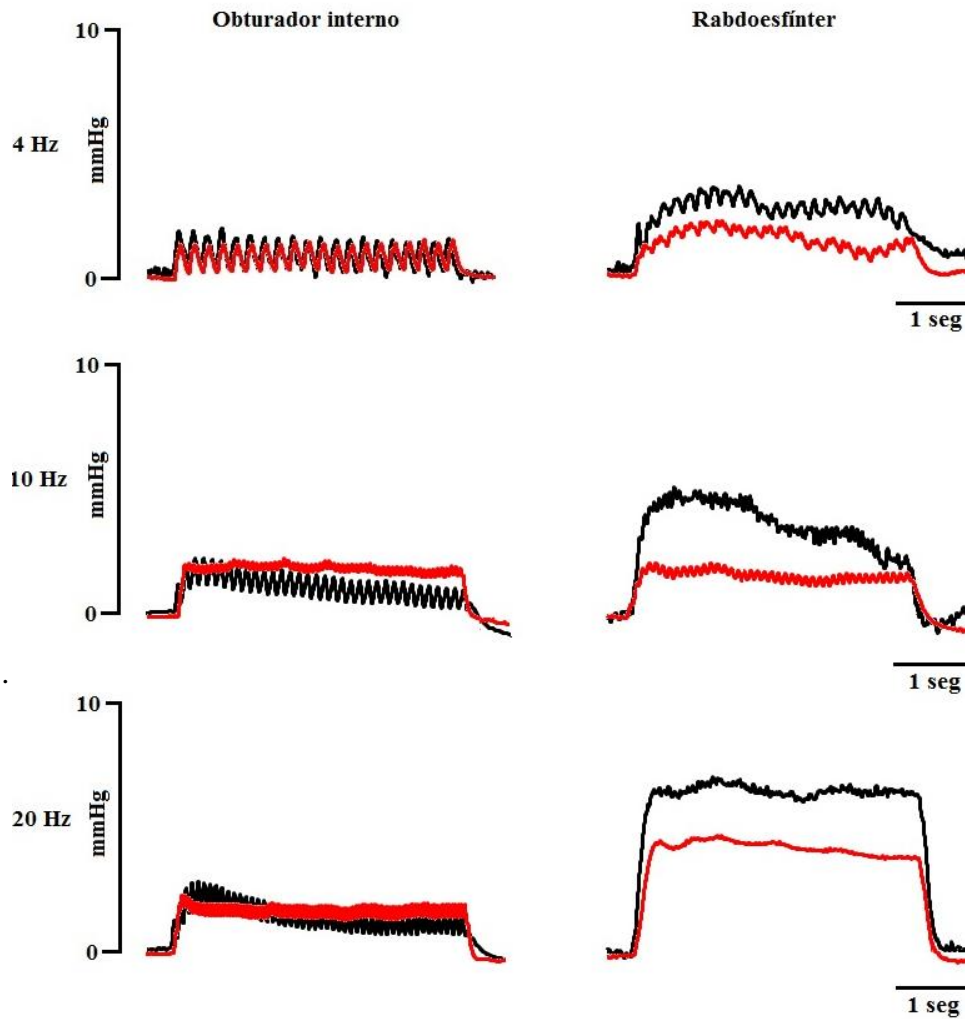 Obturador interno
Rabdoesfínter
10
4 Hz
mmHg
0
1 seg
10
10 Hz
mmHg
0
1 seg
.
10
20 Hz
mmHg
0
1 seg